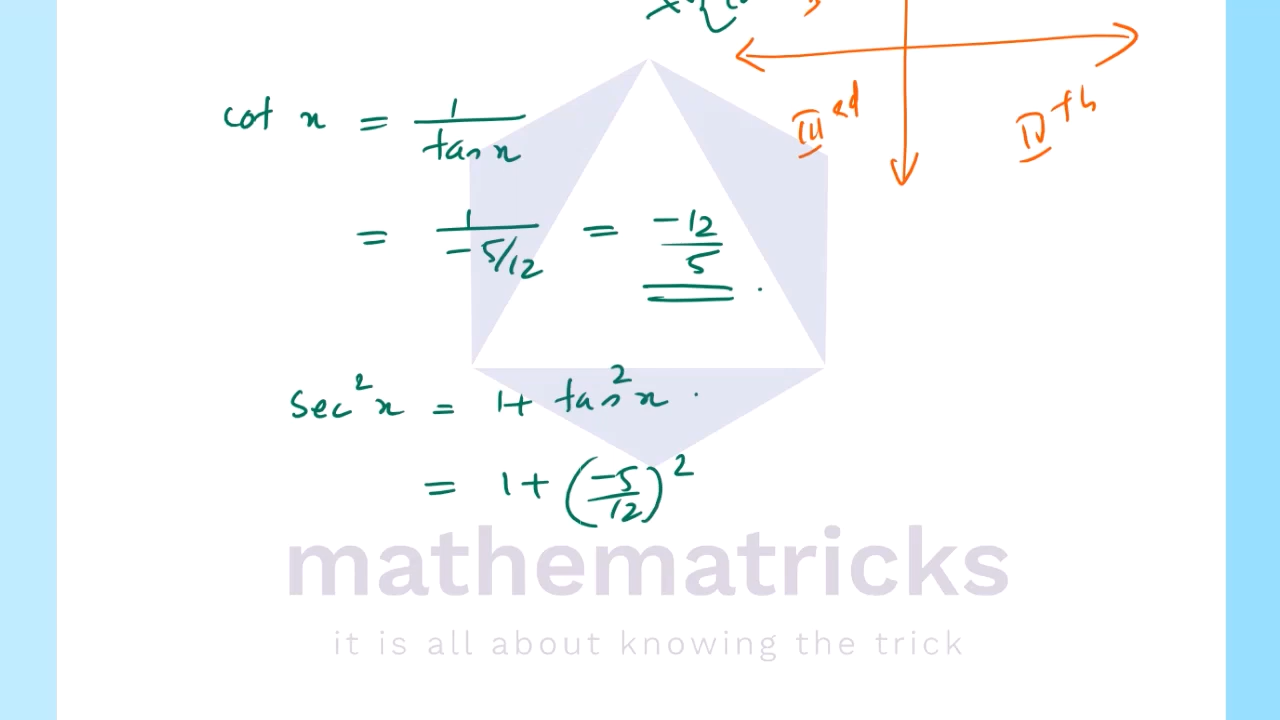 III rd IV th
cot x = 1/tan x
= 1/-5/12 = -12/5 .
sec²x = 1 + tan²x .
= 1 + (-5/12)²
mathematricks
it is all about knowing the trick